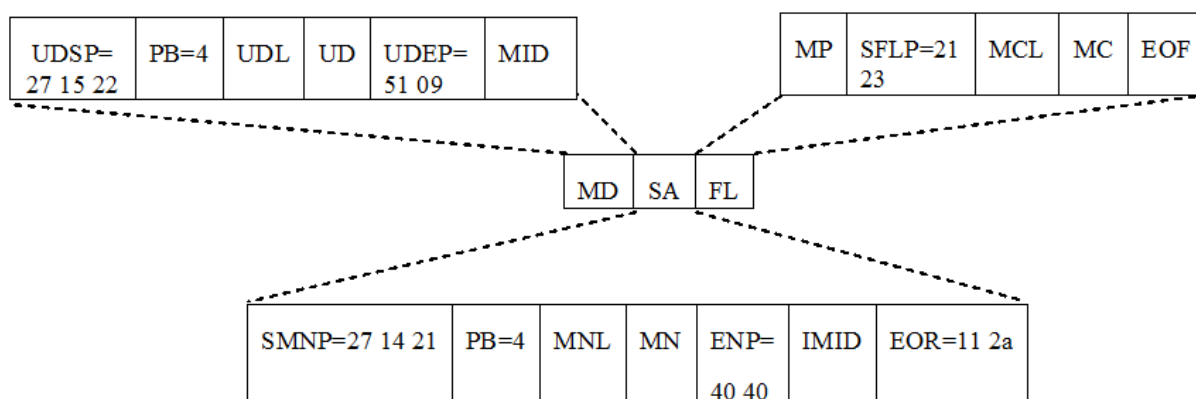 UDSP= PB=4 UDL UD UDEP= MID
27 15 22 51 09
MP SFLP=21 MCL MC EOF
23
MD SA FL
SMNP=27 14 21 PB=4 MNL MN ENP= IMID EOR=11 2a
40 40